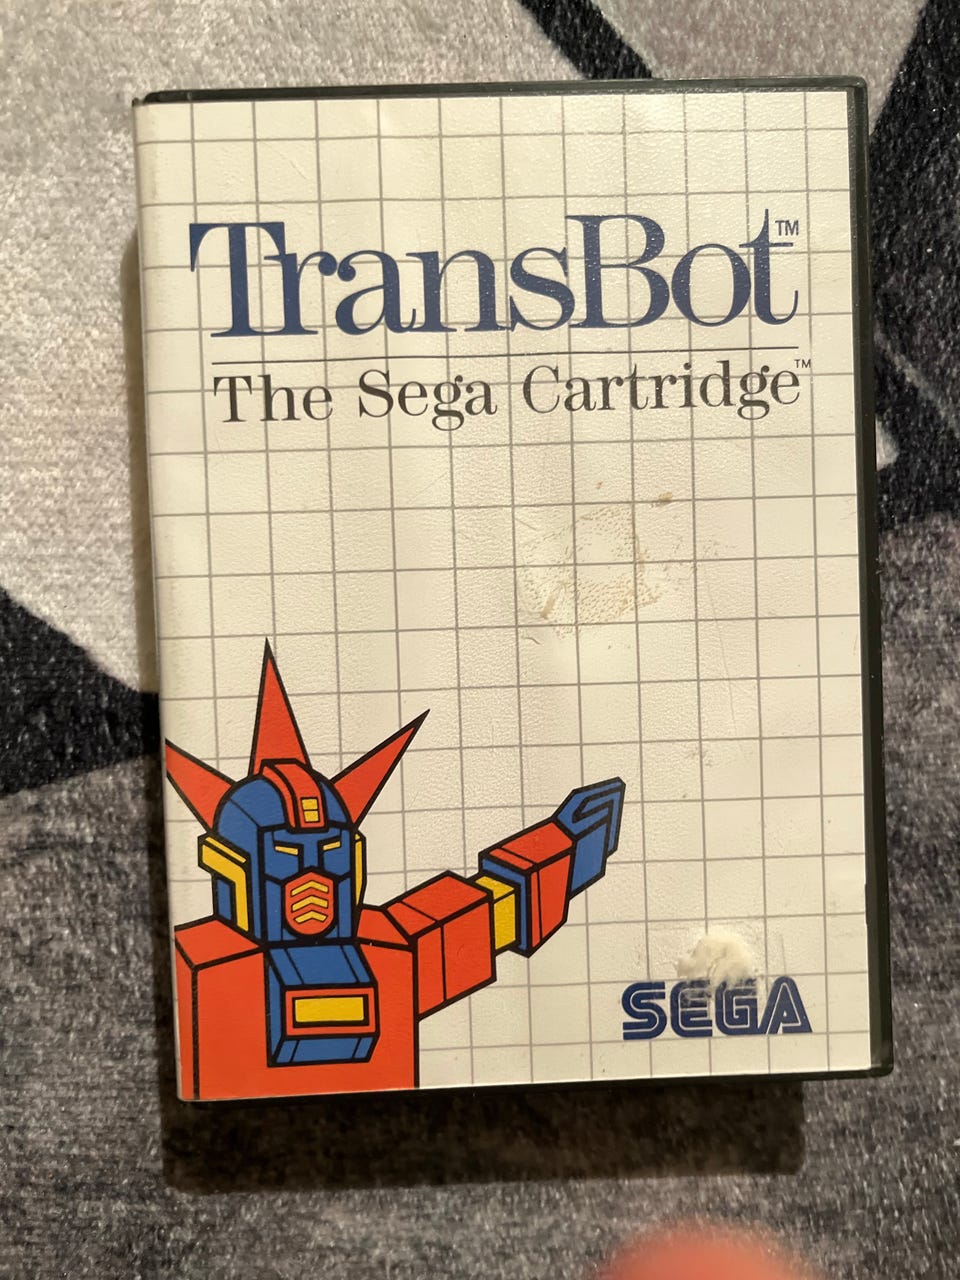 TransBot™
The Sega Cartridge™
SEGA